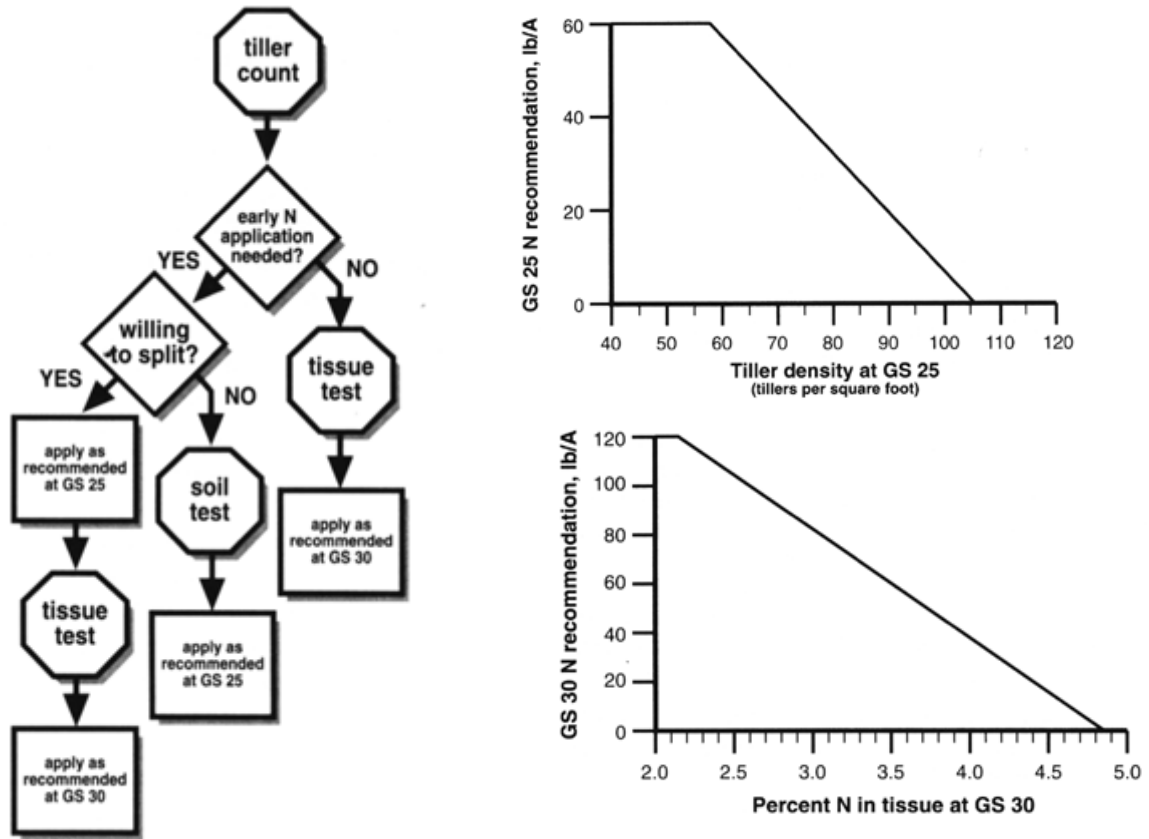 tiller
count
early N
application
needed?
YES
NO
willing
to split?
tissue
test
YES
NO
apply as
recommended
at GS 25
soil
test
apply as
recommended
at GS 30
tissue
test
apply as
recommended
at GS 25
apply as
recommended
at GS 30
GS 25 N recommendation, lb/A
60
40
20
0
40 50 60 70 80 90 100 110 120
Tiller density at GS 25
(tillers per square foot)
GS 30 N recommendation, lb/A
120
100
80
60
40
20
0
2.0 2.5 3.0 3.5 4.0 4.5 5.0
Percent N in tissue at GS 30